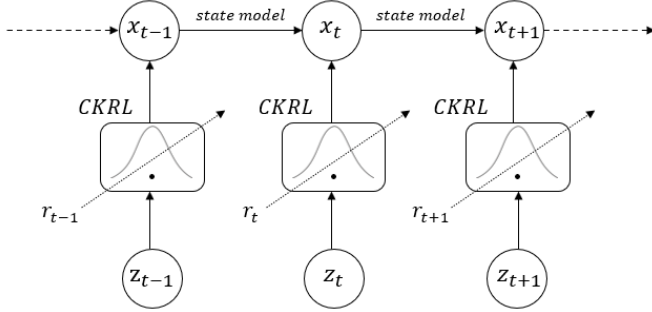 x_{t−1} state model x_t state model x_{t+1}
CKRL CKRL CKRL
r_{t−1} r_t r_{t+1}
z_{t−1} z_t z_{t+1}